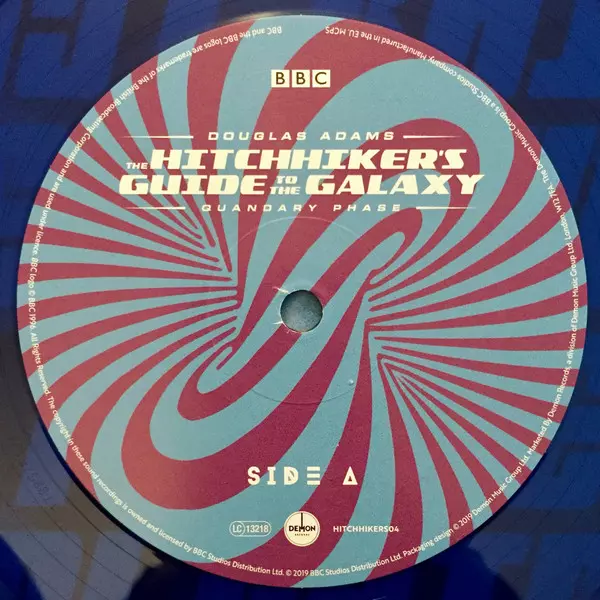 BBC
DOUGLAS ADAMS
THE HITCHHIKER'S
GUIDE TO THE GALAXY
QUANDARY PHASE
SIDE A
LC 13218
DEMON
RECORDS
HITCHHIKERS04
BBC and the BBC logos are trademarks of the British Broadcasting Corporation and are used under licence. BBC logo © BBC 1996. All Rights Reserved. The copyright in these sound recordings is owned and licensed by BBC Studios Distribution Ltd. © 2019 BBC Studios Distribution Ltd. Packaging design © 2019 Demon Music Group Ltd. Marketed By Demon Records, a division of Demon Music Group Ltd, London, W12 7FA. The Demon Music Group is a BBC Studios company. Manufactured in the EU. MCPS